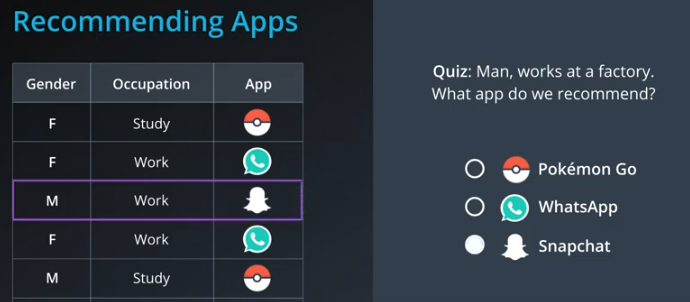 Recommending Apps
Gender Occupation App
F Study
F Work
M Work
F Work
M Study
Quiz: Man, works at a factory.
What app do we recommend?
Pokémon Go
WhatsApp
Snapchat